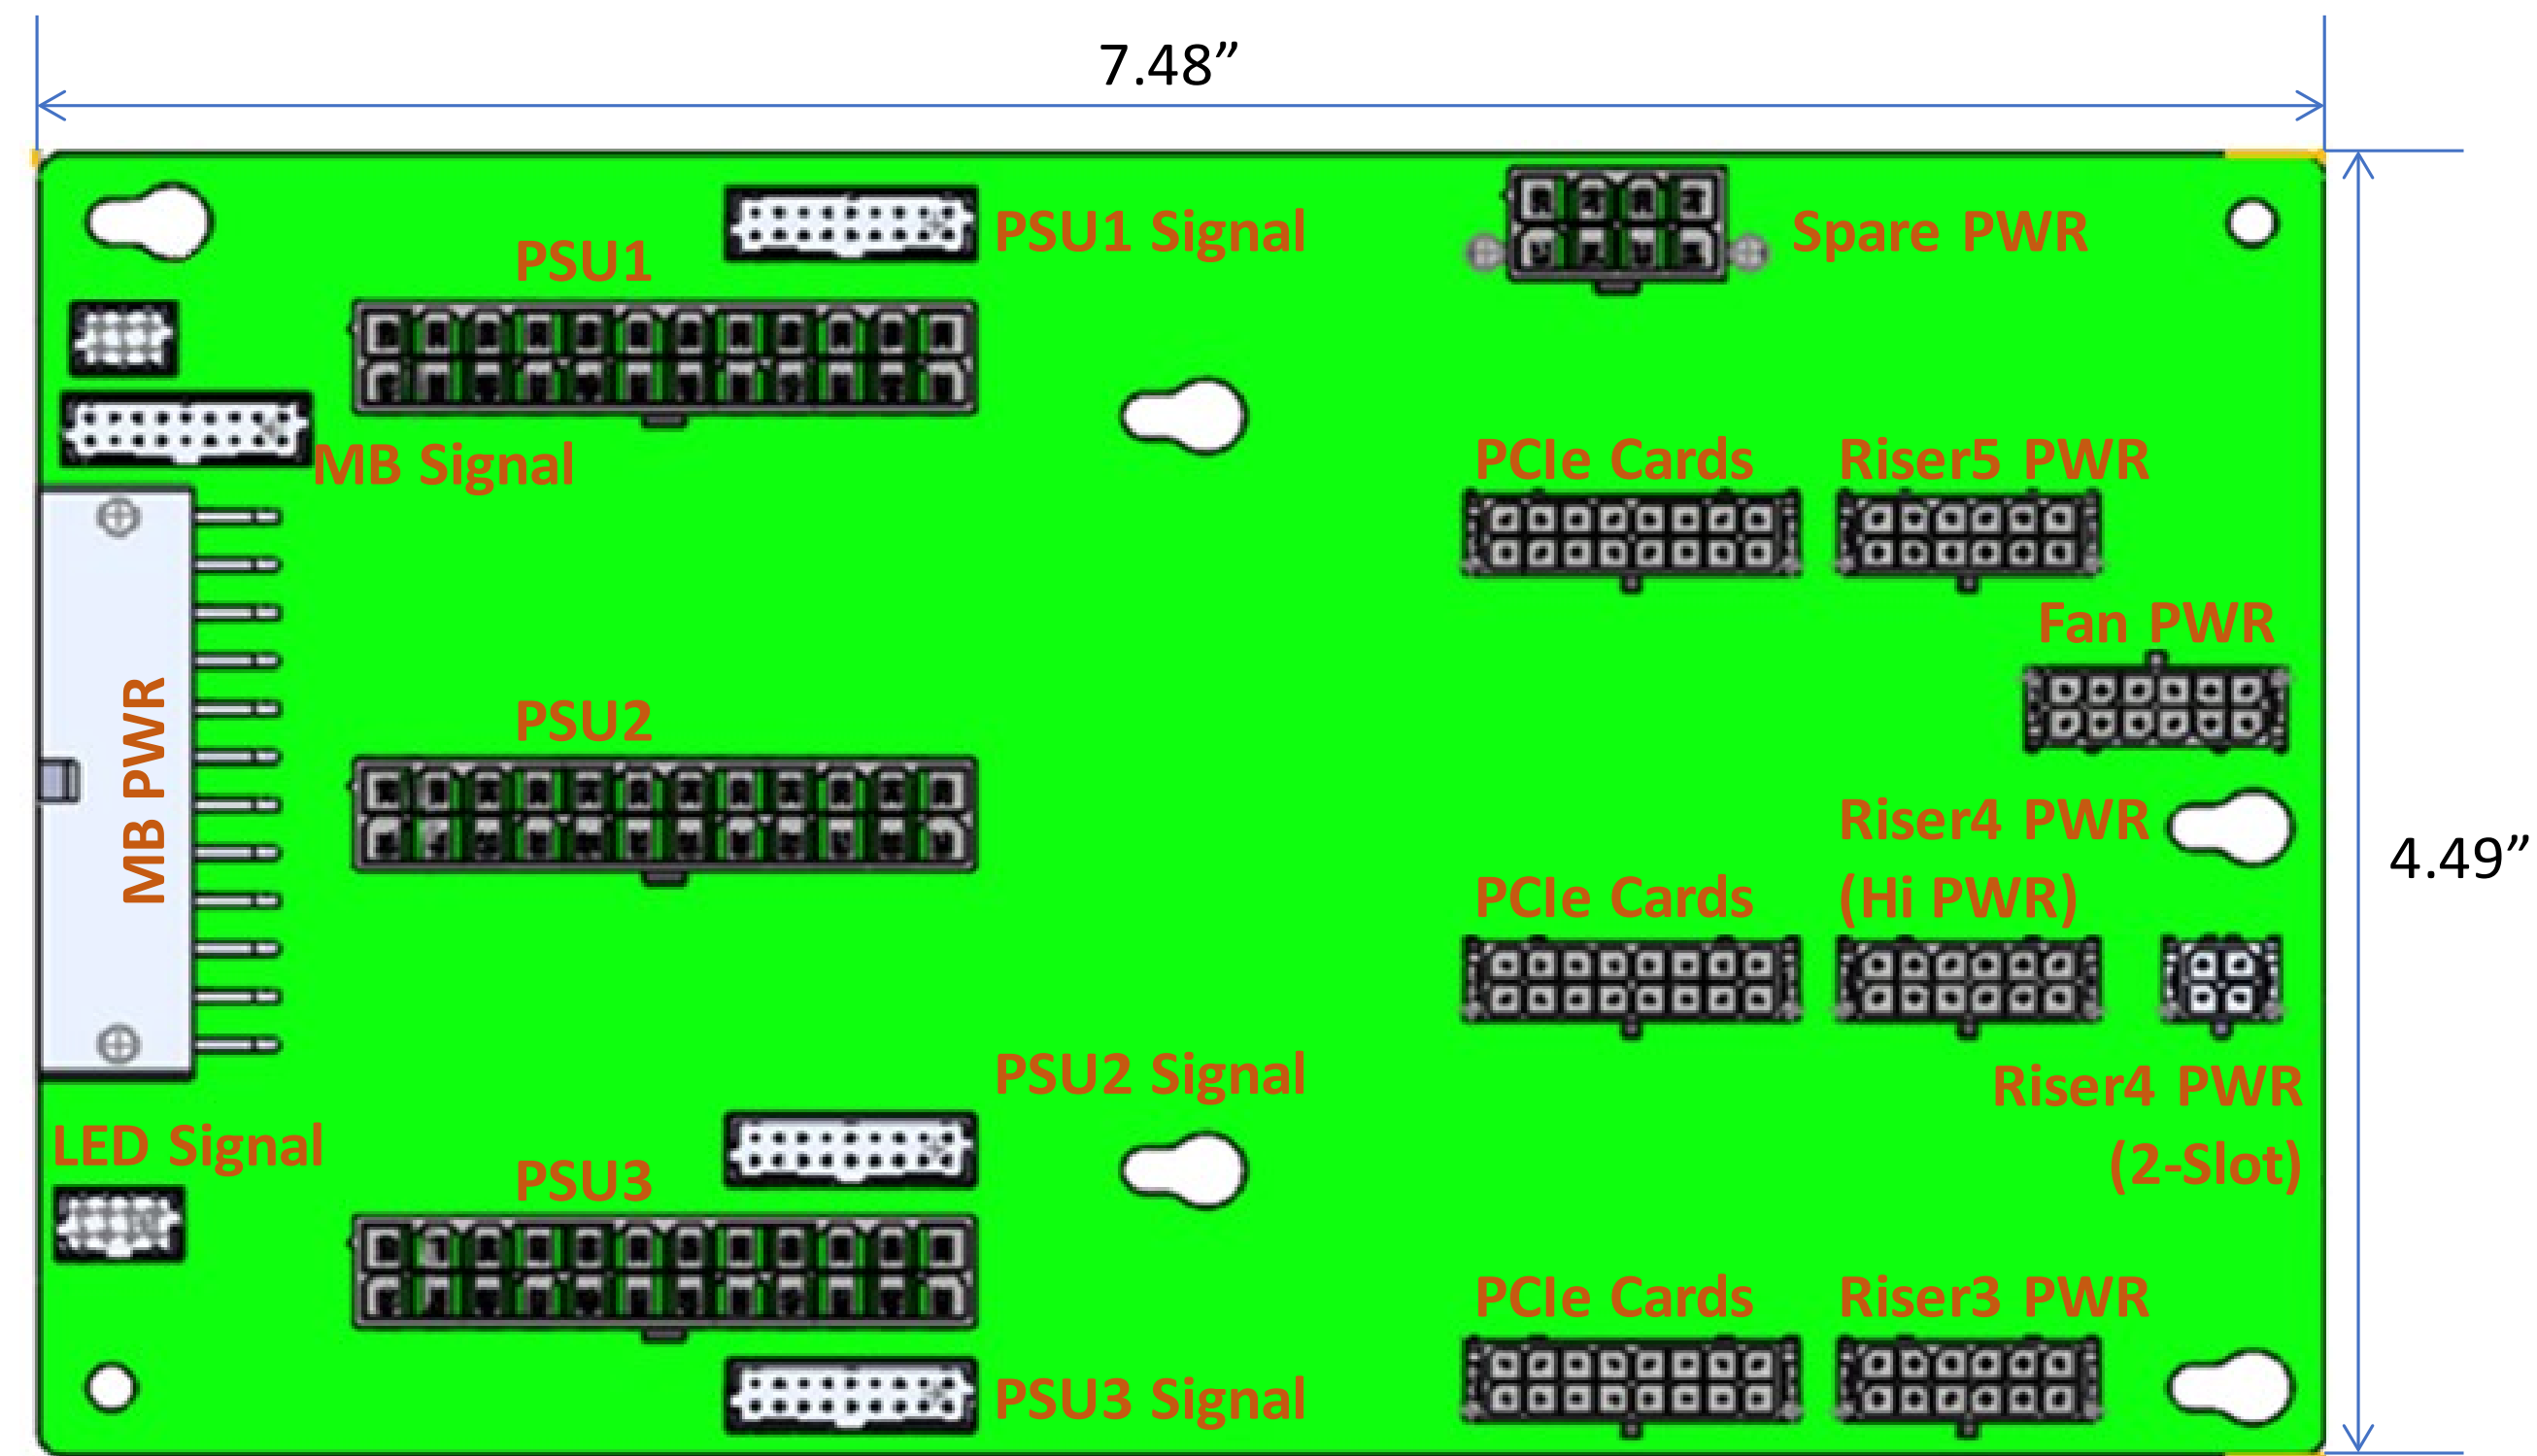 7.48”
PSU1 Signal
Spare PWR
PSU1
MB Signal
PCIe Cards
Riser5 PWR
Fan PWR
MB PWR
PSU2
Riser4 PWR
(Hi PWR)
4.49”
PCIe Cards
PSU2 Signal
Riser4 PWR
(2-Slot)
LED Signal
PSU3
PCIe Cards
Riser3 PWR
PSU3 Signal